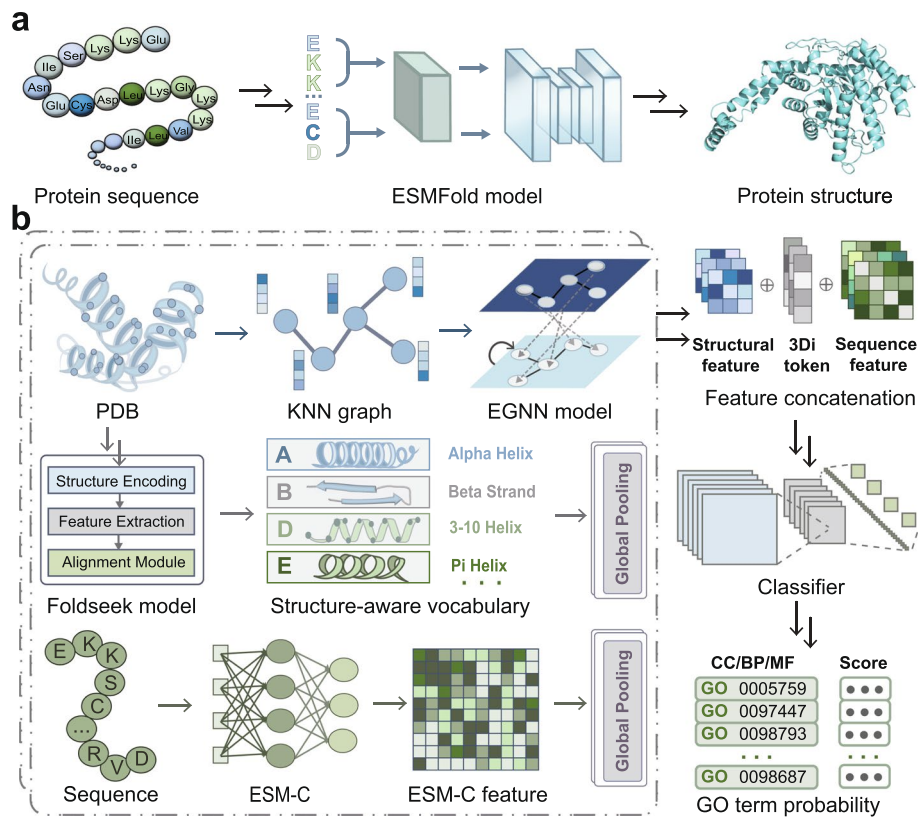 a
Glu
Lys
Lys
Ser
Ile
Asn
Glu
Cys
Asp
Leu
Lys
Gly
Lys
Lys
Val
Leu
Ile
E
K
K
...
E
C
D
Protein sequence
ESMFold model
Protein structure
b
PDB
KNN graph
EGNN model
Structural
feature
3Di
token
Sequence
feature
Feature concatenation
Structure Encoding
Feature Extraction
Alignment Module
Foldseek model
A
Alpha Helix
B
Beta Strand
D
3-10 Helix
E
Pi Helix
...
Structure-aware vocabulary
Global Pooling
Classifier
E
K
K
S
C
...
R
V
D
Sequence
ESM-C
ESM-C feature
Global Pooling
CC/BP/MF
Score
GO 0005759
GO 0097447
GO 0098793
...
...
GO 0098687
GO term probability